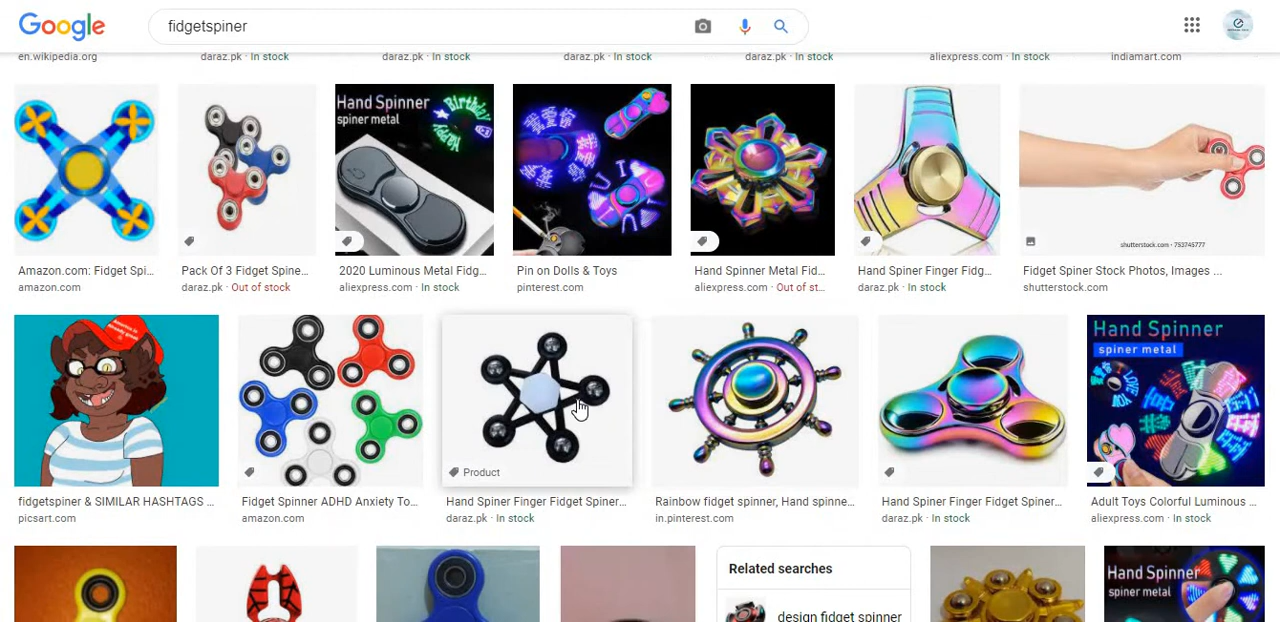 Google
fidgetspiner
en.wikipedia.org
daraz.pk · In stock
daraz.pk · In stock
daraz.pk · In stock
daraz.pk · In stock
aliexpress.com · In stock
indiamart.com
Hand Spinner
spiner metal
Happy
Birthday
shutterstock.com · 753745777
Amazon.com: Fidget Spi...
amazon.com
Pack Of 3 Fidget Spine...
daraz.pk · Out of stock
2020 Luminous Metal Fidg...
aliexpress.com · In stock
Pin on Dolls & Toys
pinterest.com
Hand Spinner Metal Fid...
aliexpress.com · Out of st...
Hand Spiner Finger Fidg...
daraz.pk · In stock
Fidget Spiner Stock Photos, Images ...
shutterstock.com
Hand Spinner
spiner metal
LOVE
YOU
Product
fidgetspiner & SIMILAR HASHTAGS ...
picsart.com
Fidget Spinner ADHD Anxiety To...
amazon.com
Hand Spiner Finger Fidget Spiner...
daraz.pk · In stock
Rainbow fidget spinner, Hand spinne...
in.pinterest.com
Hand Spiner Finger Fidget Spiner...
daraz.pk · In stock
Adult Toys Colorful Luminous ...
aliexpress.com · In stock
Related searches
design fidget spinner
Hand Spinner
spiner metal